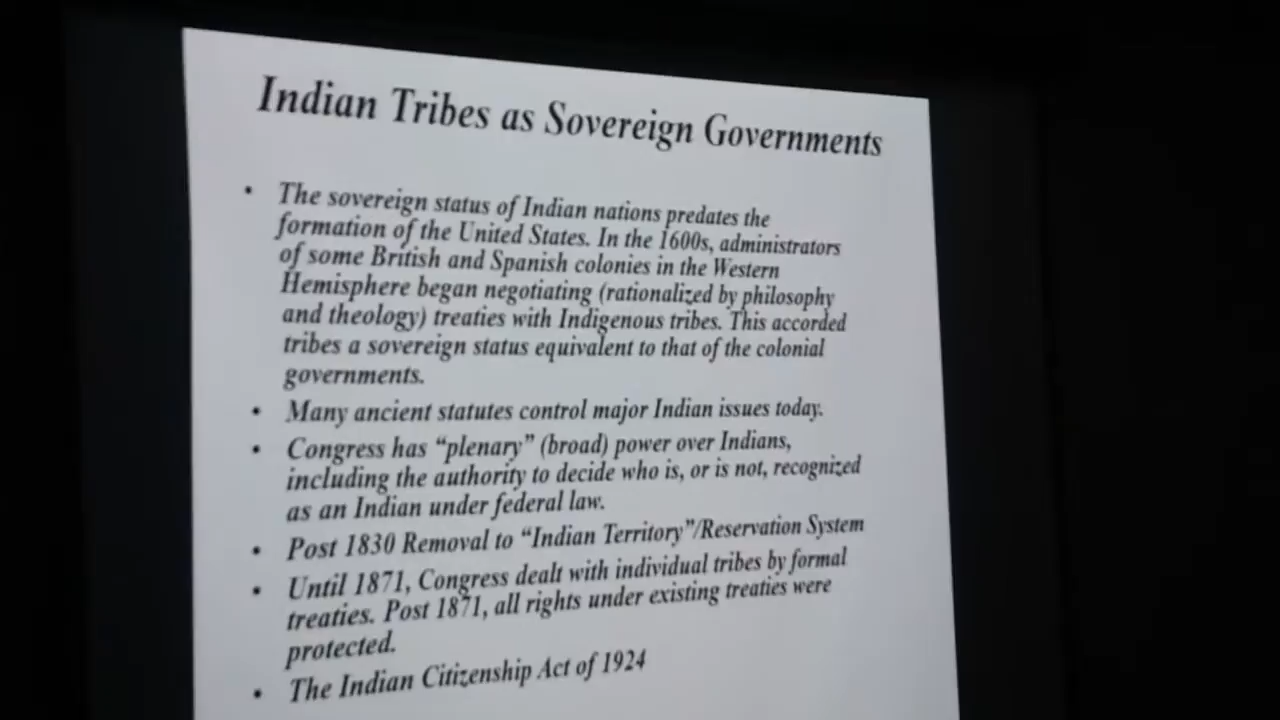 Indian Tribes as Sovereign Governments
• The sovereign status of Indian nations predates the
formation of the United States. In the 1600s, administrators
of some British and Spanish colonies in the Western
Hemisphere began negotiating (rationalized by philosophy
and theology) treaties with Indigenous tribes. This accorded
tribes a sovereign status equivalent to that of the colonial
governments.
• Many ancient statutes control major Indian issues today.
• Congress has “plenary” (broad) power over Indians,
including the authority to decide who is, or is not, recognized
as an Indian under federal law.
• Post 1830 Removal to “Indian Territory”/Reservation System
• Until 1871, Congress dealt with individual tribes by formal
treaties. Post 1871, all rights under existing treaties were
protected.
• The Indian Citizenship Act of 1924